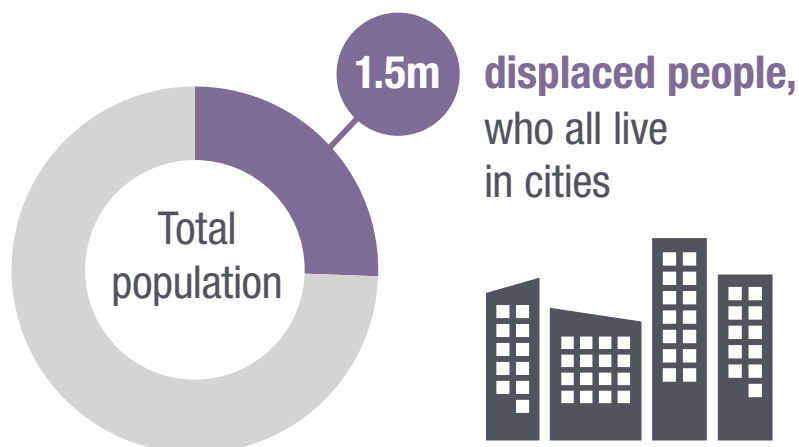 1.5m
displaced people,
who all live
in cities
Total
population